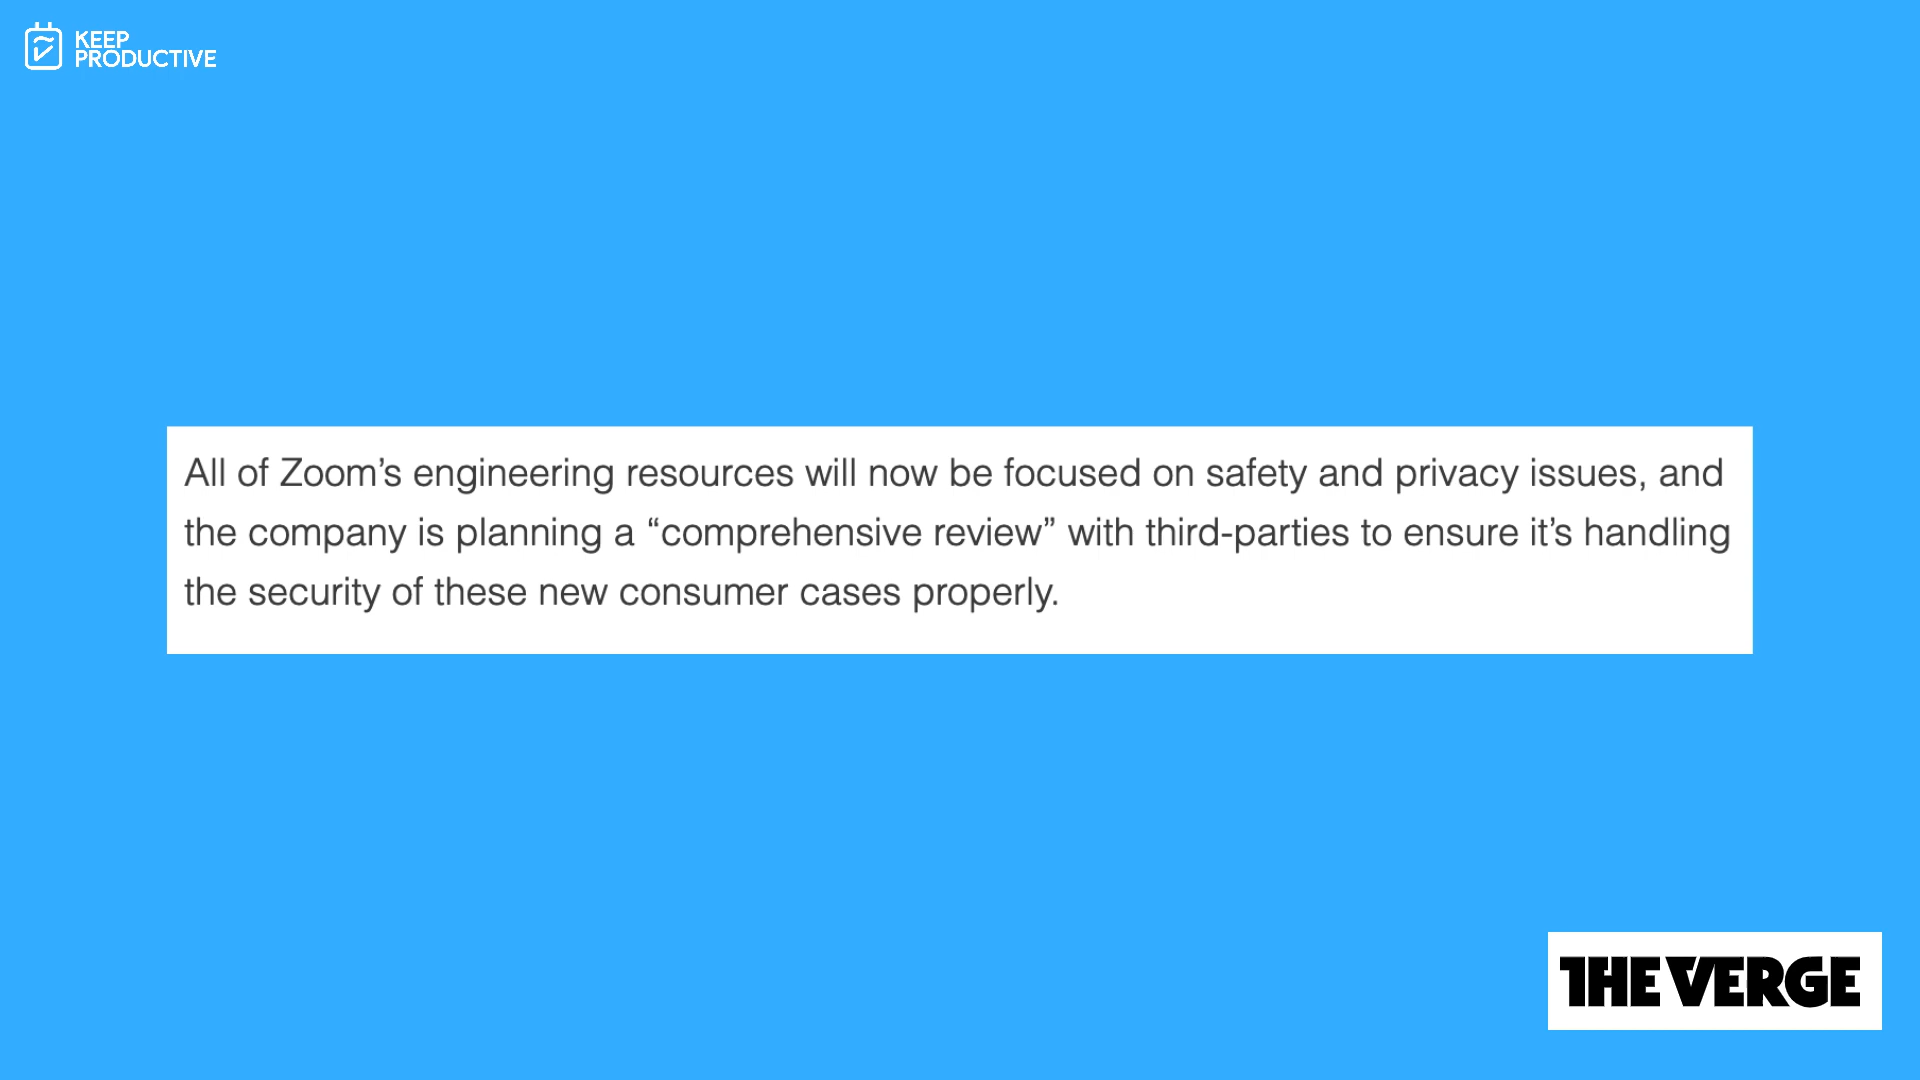 KEEP
PRODUCTIVE
All of Zoom’s engineering resources will now be focused on safety and privacy issues, and
the company is planning a “comprehensive review” with third-parties to ensure it’s handling
the security of these new consumer cases properly.
THE VERGE